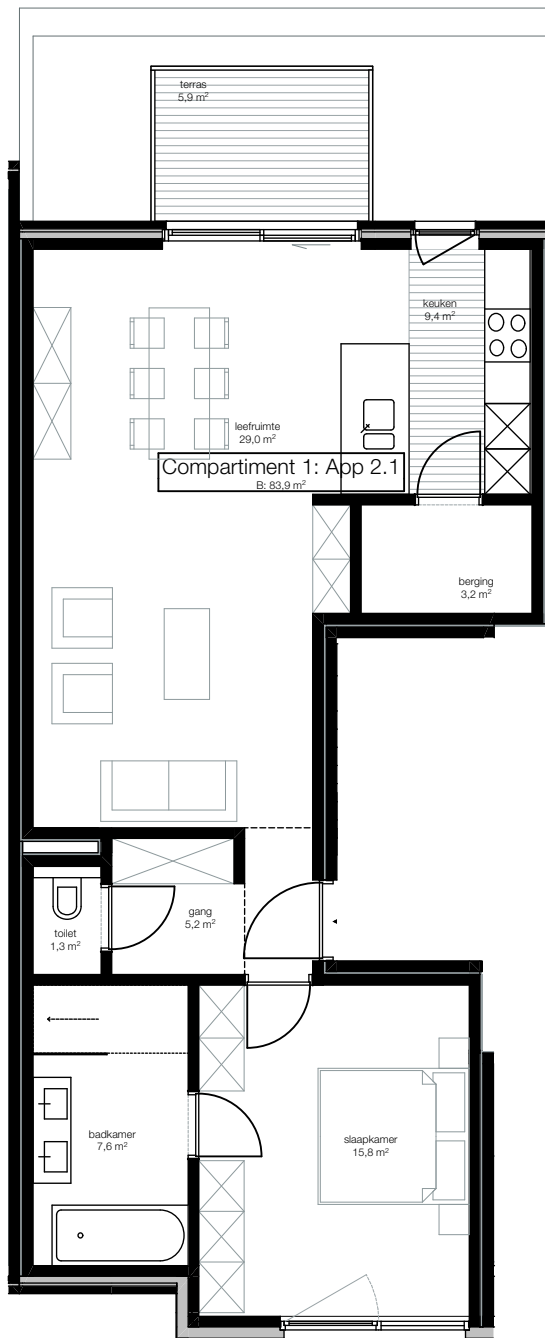 terras
5,9 m²
keuken
9,4 m²
leefruimte
29,0 m²
Compartiment 1: App 2.1
B: 83,9 m²
berging
3,2 m²
gang
5,2 m²
toilet
1,3 m²
badkamer
7,6 m²
slaapkamer
15,8 m²